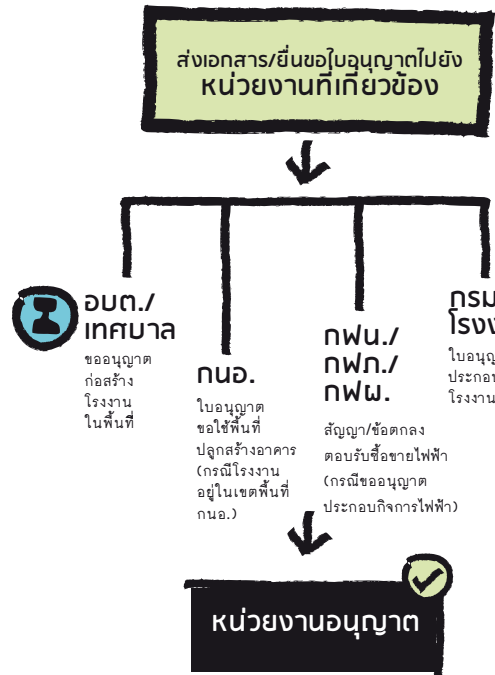 ส่งเอกสาร/ยื่นขอใบอนุญาตไปยัง
หน่วยงานที่เกี่ยวข้อง
อบต./
เทศบาล
ขออนุญาต
ก่อสร้าง
โรงงาน
ในพื้นที่
กนอ.
ใบอนุญาต
ขอใช้พื้นที่
ปลูกสร้างอาคาร
(กรณีโรงงาน
อยู่ในเขตพื้นที่
กนอ.)
กฟน./
กฟภ./
กฟผ.
สัญญา/ข้อตกลง
ตอบรับซื้อขายไฟฟ้า
(กรณีขออนุญาต
ประกอบกิจการไฟฟ้า)
กรม
โรงง
ใบอนุญ
ประกอบ
โรงงาน
หน่วยงานอนุญาต